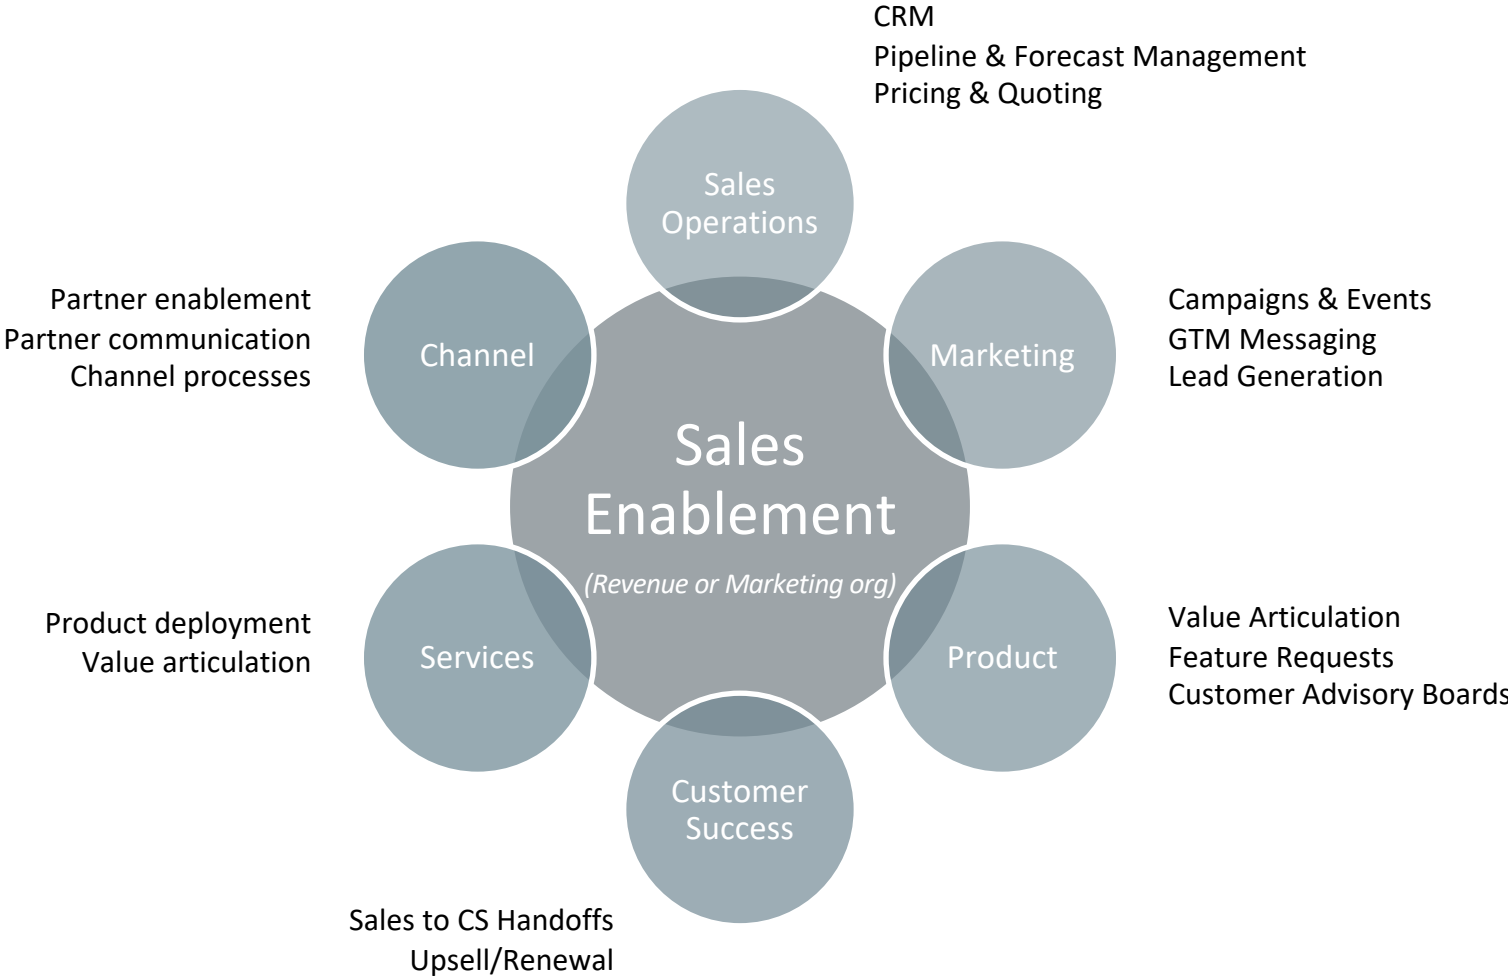 CRM
Pipeline & Forecast Management
Pricing & Quoting
Sales
Operations
Partner enablement
Partner communication
Channel processes
Channel
Marketing
Campaigns & Events
GTM Messaging
Lead Generation
Sales
Enablement
(Revenue or Marketing org)
Product deployment
Value articulation
Services
Product
Value Articulation
Feature Requests
Customer Advisory Boards
Customer
Success
Sales to CS Handoffs
Upsell/Renewal